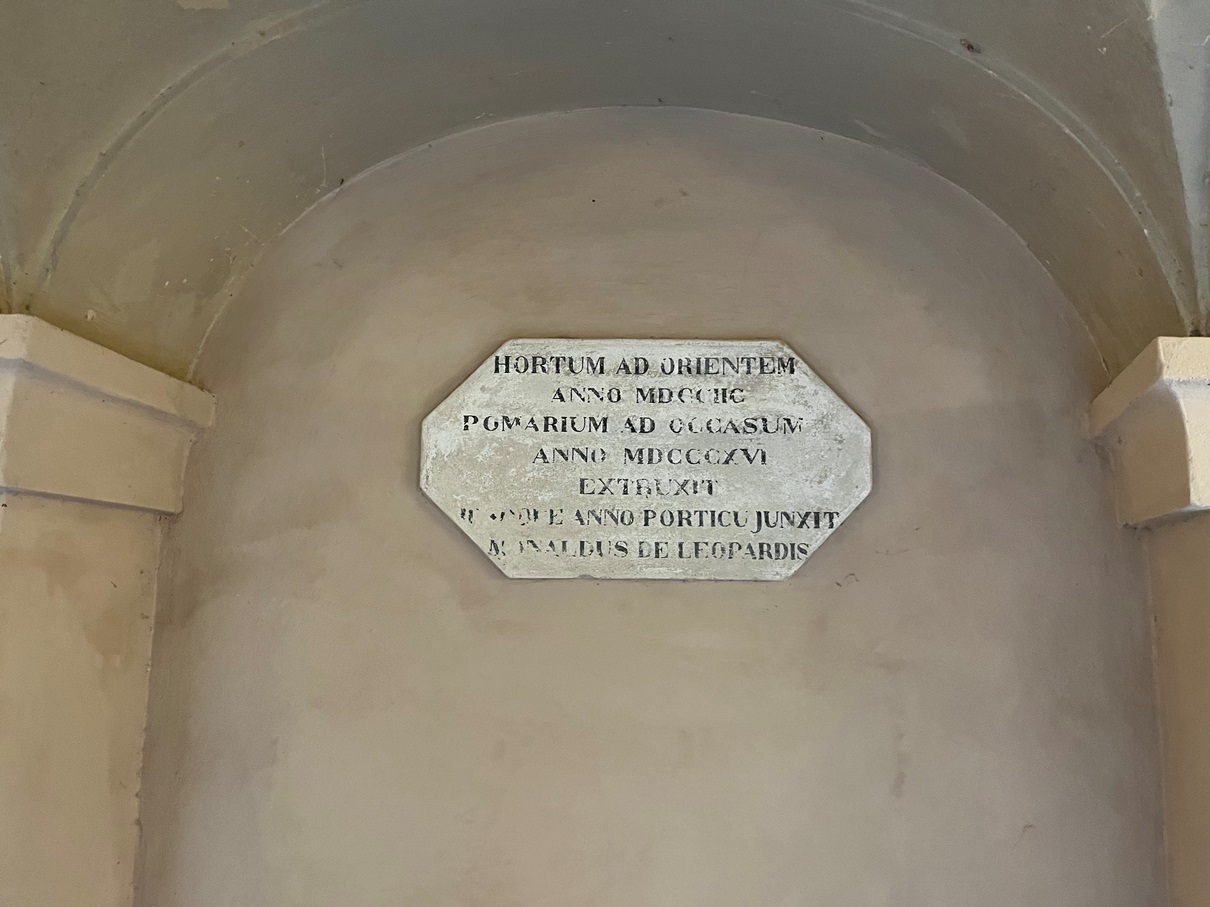 HORTUM AD ORIENTEM
ANNO MDCCIIC
POMARIUM AD OCCASUM
ANNO MDCCCXVI
EXTRUXIT
ANNO PORTICU JUNXIT
MONALDUS DE LEOPARDIS